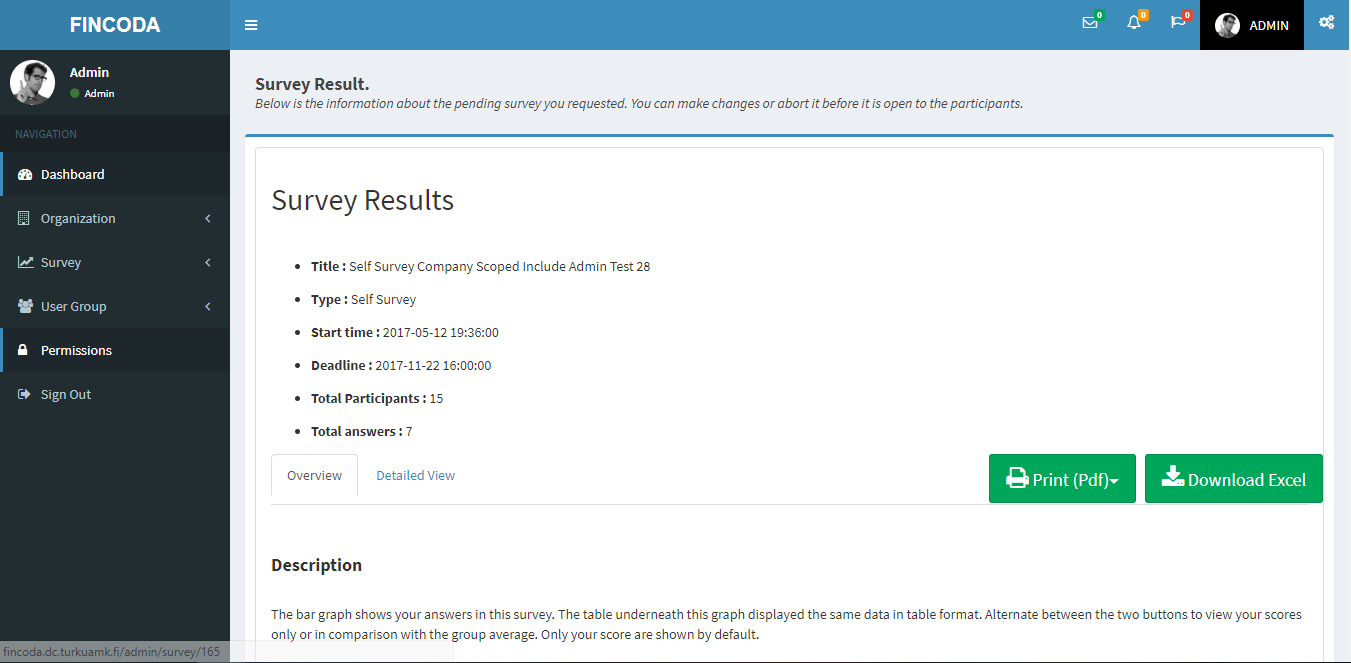 FINCODA
0
0
0
ADMIN
Admin
Admin
NAVIGATION
Dashboard
Organization
Survey
User Group
Permissions
Sign Out
Survey Result.
Below is the information about the pending survey you requested. You can make changes or abort it before it is open to the participants.
Survey Results
Title : Self Survey Company Scoped Include Admin Test 28
Type : Self Survey
Start time : 2017-05-12 19:36:00
Deadline : 2017-11-22 16:00:00
Total Participants : 15
Total answers : 7
Overview
Detailed View
Print (Pdf)
Download Excel
Description
The bar graph shows your answers in this survey. The table underneath this graph displayed the same data in table format. Alternate between the two buttons to view your scores
only or in comparison with the group average. Only your score are shown by default.
fincoda.dc.turkuamk.fi/admin/survey/165